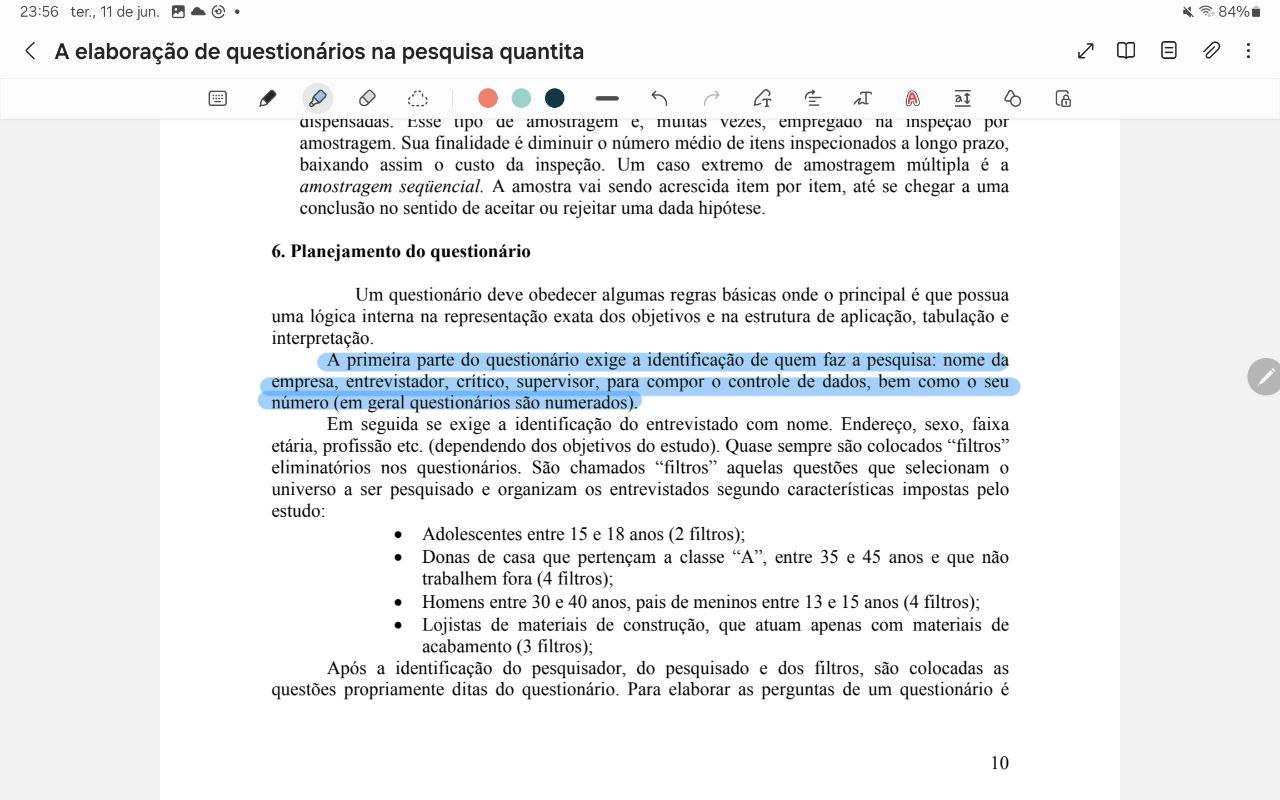 23:56 ter., 11 de jun.
84%
A elaboração de questionários na pesquisa quantita
dispensadas. Esse tipo de amostragem é, muitas vezes, empregado na inspeção por
amostragem. Sua finalidade é diminuir o número médio de itens inspecionados a longo prazo,
baixando assim o custo da inspeção. Um caso extremo de amostragem múltipla é a
amostragem seqüencial. A amostra vai sendo acrescida item por item, até se chegar a uma
conclusão no sentido de aceitar ou rejeitar uma dada hipótese.
6. Planejamento do questionário
Um questionário deve obedecer algumas regras básicas onde o principal é que possua
uma lógica interna na representação exata dos objetivos e na estrutura de aplicação, tabulação e
interpretação.
A primeira parte do questionário exige a identificação de quem faz a pesquisa: nome da
empresa, entrevistador, crítico, supervisor, para compor o controle de dados, bem como o seu
número (em geral questionários são numerados).
Em seguida se exige a identificação do entrevistado com nome. Endereço, sexo, faixa
etária, profissão etc. (dependendo dos objetivos do estudo). Quase sempre são colocados “filtros”
eliminatórios nos questionários. São chamados “filtros” aquelas questões que selecionam o
universo a ser pesquisado e organizam os entrevistados segundo características impostas pelo
estudo:
• Adolescentes entre 15 e 18 anos (2 filtros);
• Donas de casa que pertençam a classe “A”, entre 35 e 45 anos e que não
trabalhem fora (4 filtros);
• Homens entre 30 e 40 anos, pais de meninos entre 13 e 15 anos (4 filtros);
• Lojistas de materiais de construção, que atuam apenas com materiais de
acabamento (3 filtros);
Após a identificação do pesquisador, do pesquisado e dos filtros, são colocadas as
questões propriamente ditas do questionário. Para elaborar as perguntas de um questionário é
10